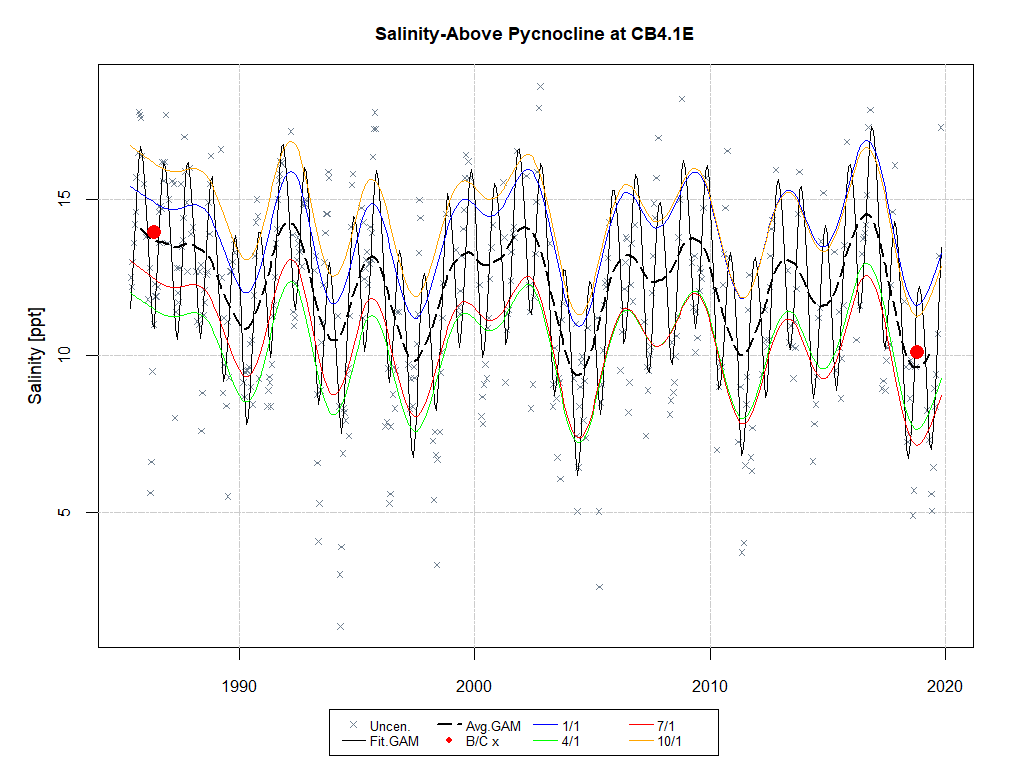 Salinity-Above Pycnocline at CB4.1E
Salinity [ppt]
15
10
5
1990 2000 2010 2020
Uncen. Avg.GAM 1/1 7/1
Fit.GAM B/C x 4/1 10/1